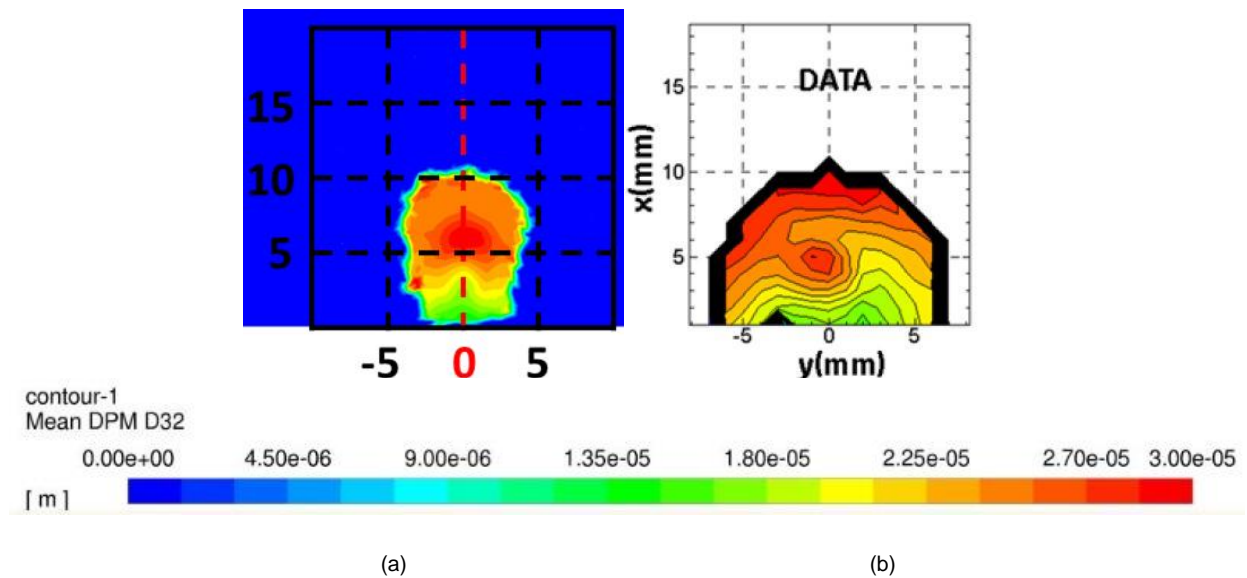 15
10
5
-5 0 5
DATA
15
10
5
x(mm)
-5 0 5
y(mm)
contour-1
Mean DPM D32
0.00e+00 4.50e-06 9.00e-06 1.35e-05 1.80e-05 2.25e-05 2.70e-05 3.00e-05
[ m ]
(a) (b)